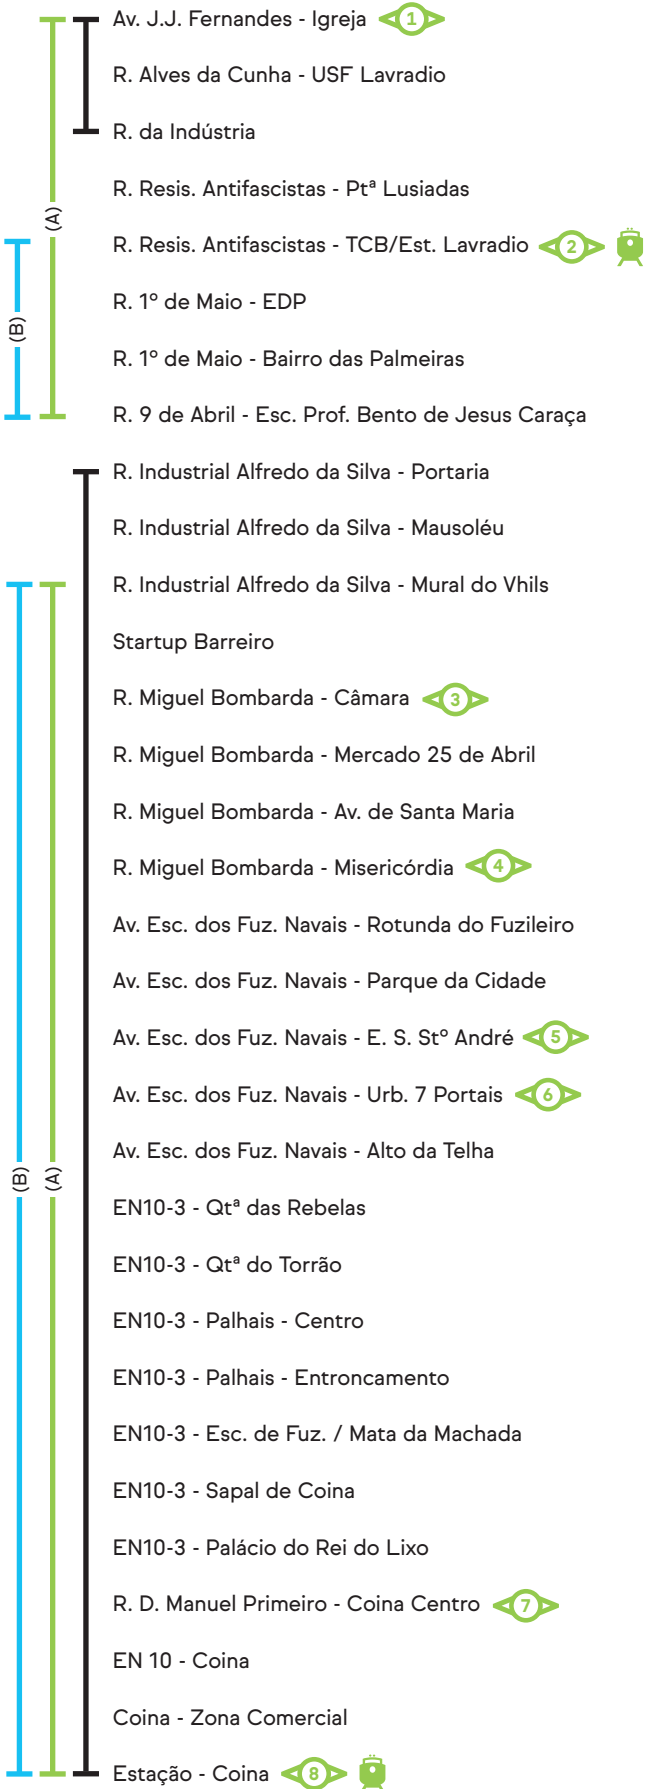 Av. J.J. Fernandes - Igreja 1
R. Alves da Cunha - USF Lavradio
R. da Indústria
R. Resis. Antifascistas - Ptª Lusiadas
(A)
R. Resis. Antifascistas - TCB/Est. Lavradio 2
R. 1º de Maio - EDP
(B)
R. 1º de Maio - Bairro das Palmeiras
R. 9 de Abril - Esc. Prof. Bento de Jesus Caraça
R. Industrial Alfredo da Silva - Portaria
R. Industrial Alfredo da Silva - Mausoléu
R. Industrial Alfredo da Silva - Mural do Vhils
Startup Barreiro
R. Miguel Bombarda - Câmara 3
R. Miguel Bombarda - Mercado 25 de Abril
R. Miguel Bombarda - Av. de Santa Maria
R. Miguel Bombarda - Misericórdia 4
Av. Esc. dos Fuz. Navais - Rotunda do Fuzileiro
Av. Esc. dos Fuz. Navais - Parque da Cidade
Av. Esc. dos Fuz. Navais - E. S. Stº André 5
Av. Esc. dos Fuz. Navais - Urb. 7 Portais 6
Av. Esc. dos Fuz. Navais - Alto da Telha
(B) (A)
EN10-3 - Qtª das Rebelas
EN10-3 - Qtª do Torrão
EN10-3 - Palhais - Centro
EN10-3 - Palhais - Entroncamento
EN10-3 - Esc. de Fuz. / Mata da Machada
EN10-3 - Sapal de Coina
EN10-3 - Palácio do Rei do Lixo
R. D. Manuel Primeiro - Coina Centro 7
EN 10 - Coina
Coina - Zona Comercial
Estação - Coina 8